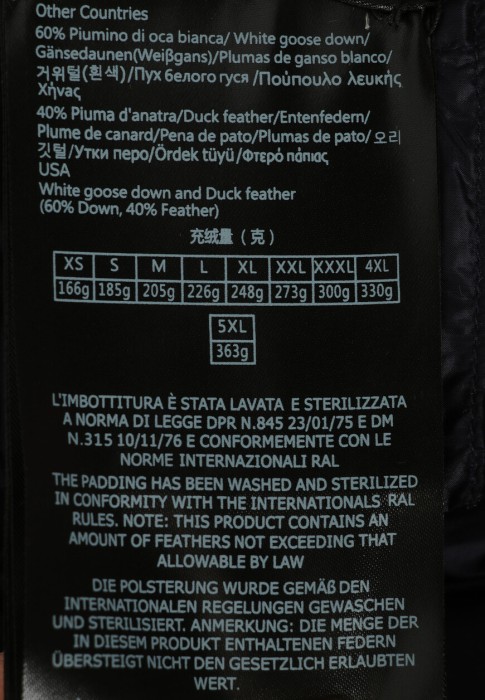 Other Countries
60% Piumino di oca bianca/ White goose down/
Gänsedaunen(Weißgans)/Plumas de ganso blanco/
거위털(흰색)/Пух белого гуся /Πούπουλο λευκής
Χήνας
40% Piuma d'anatra/Duck feather/Entenfedern/
Plume de canard/Pena de pato/Plumas de pato/오리
깃털/Утки перо/Ördek tüyü/Φτερό πάπιας
USA
White goose down and Duck feather
(60% Down, 40% Feather)
充绒量 (克)
XS S M L XL XXL XXXL 4XL
166g 185g 205g 226g 248g 273g 300g 330g
5XL
363g
L'IMBOTTITURA È STATA LAVATA E STERILIZZATA
A NORMA DI LEGGE DPR N.845 23/01/75 E DM
N.315 10/11/76 E CONFORMEMENTE CON LE
NORME INTERNAZIONALI RAL
THE PADDING HAS BEEN WASHED AND STERILIZED
IN CONFORMITY WITH THE INTERNATIONALS RAL
RULES. NOTE: THIS PRODUCT CONTAINS AN
AMOUNT OF FEATHERS NOT EXCEEDING THAT
ALLOWABLE BY LAW
DIE POLSTERUNG WURDE GEMÄß DEN
INTERNATIONALEN REGELUNGEN GEWASCHEN
UND STERILISIERT. ANMERKUNG: DIE MENGE DER
IN DIESEM PRODUKT ENTHALTENEN FEDERN
ÜBERSTEIGT NICHT DEN GESETZLICH ERLAUBTEN
WERT.